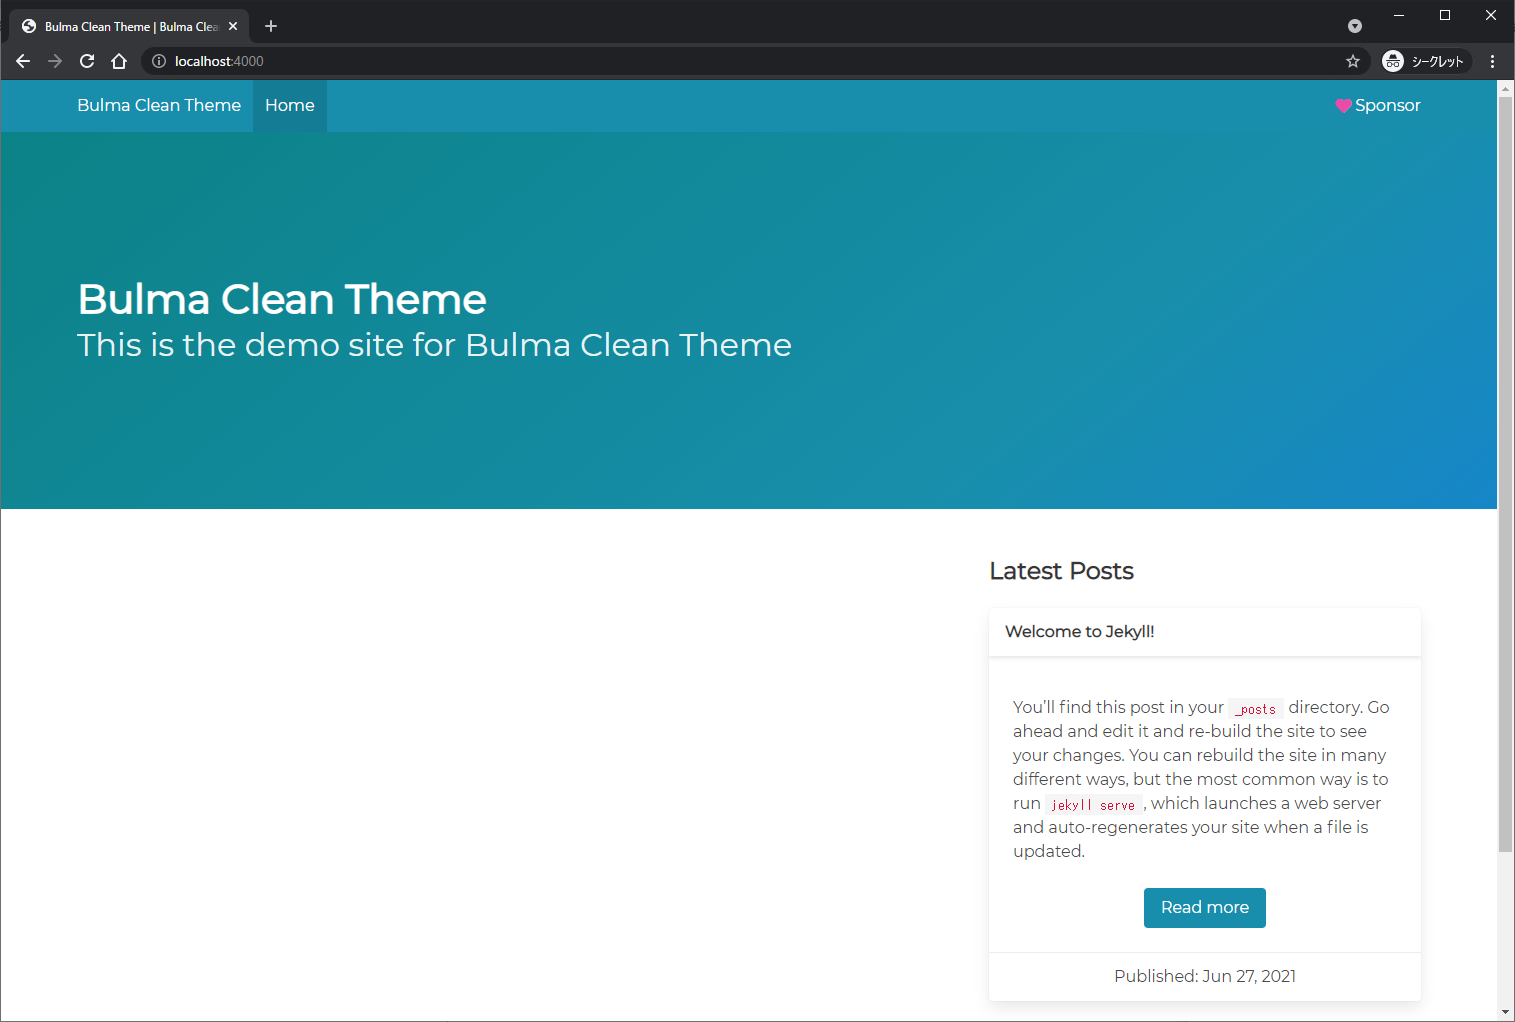 Bulma Clean Theme | Bulma Clea
localhost:4000
シークレット
Bulma Clean Theme
Home
Sponsor
Bulma Clean Theme
This is the demo site for Bulma Clean Theme
Latest Posts
Welcome to Jekyll!
You’ll find this post in your _posts directory. Go
ahead and edit it and re-build the site to see
your changes. You can rebuild the site in many
different ways, but the most common way is to
run jekyll serve, which launches a web server
and auto-regenerates your site when a file is
updated.
Read more
Published: Jun 27, 2021